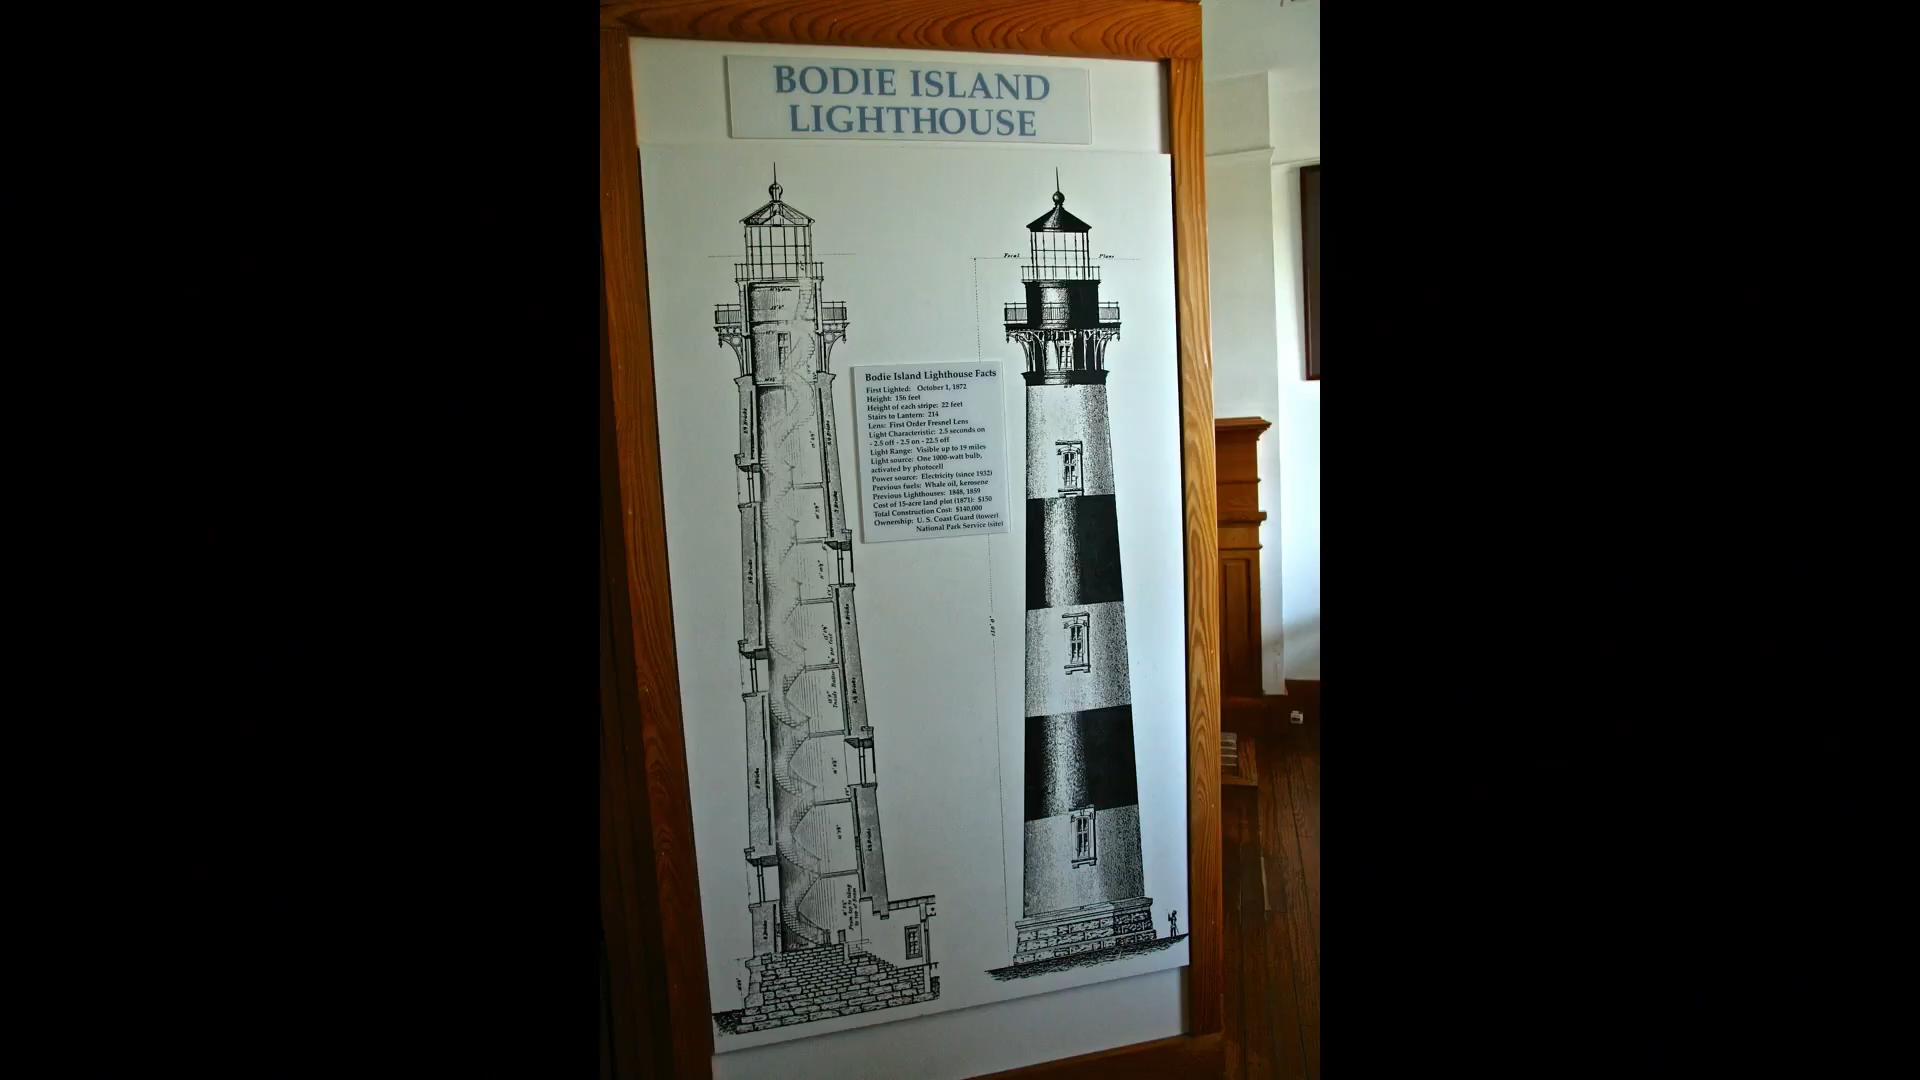 BODIE ISLAND
LIGHTHOUSE
Focal Plane
Bodie Island Lighthouse Facts
First Lighted: October 1, 1872
Height: 156 feet
Height of each stripe: 22 feet
Stairs to Lantern: 214
Lens: First Order Fresnel Lens
Light Characteristic: 2.5 seconds on
- 2.5 off - 2.5 on - 22.5 off
Light Range: Visible up to 19 miles
Light source: One 1000-watt bulb,
activated by photocell
Power source: Electricity (since 1932)
Previous fuels: Whale oil, kerosene
Previous Lighthouses: 1848, 1859
Cost of 15-acre land plot (1871): $150
Total Construction Cost: $140,000
Ownership: U. S. Coast Guard (tower)
National Park Service (site)